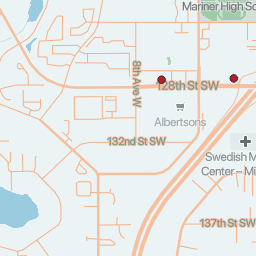 Mariner High Sc
8th Ave W
128th St SW
Albertsons
132nd St SW
Swedish M
Center – Mi
137th St SW